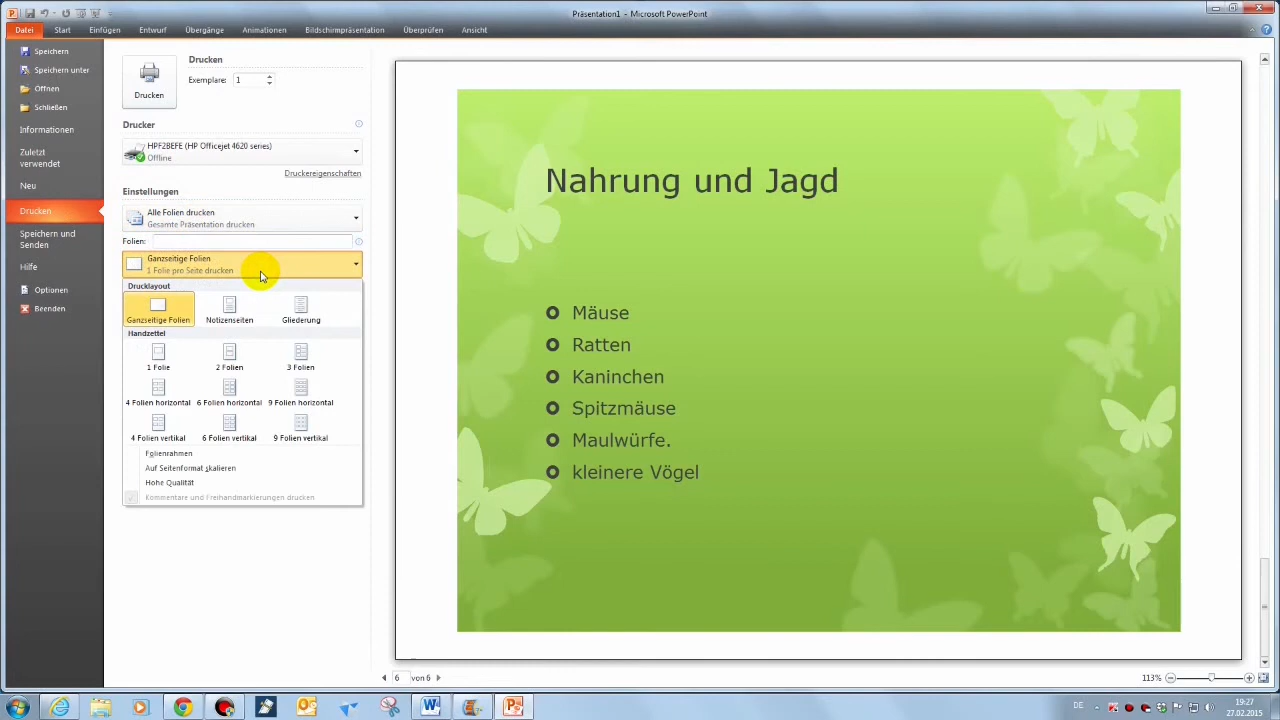 Präsentation1 – Microsoft PowerPoint
Datei Start Einfügen Entwurf Übergänge Animationen Bildschirmpräsentation Überprüfen Ansicht
Speichern
Speichern unter
Öffnen
Schließen
Informationen
Zuletzt
verwendet
Neu
Drucken
Speichern und
Senden
Hilfe
Optionen
Beenden
Drucken
Drucken
Exemplare: 1
Drucker
HPF2BEFE (HP Officejet 4620 series)
Offline
Druckereigenschaften
Einstellungen
Alle Folien drucken
Gesamte Präsentation drucken
Folien:
Ganzseitige Folien
1 Folie pro Seite drucken
Drucklayout
Ganzseitige Folien Notizenseiten Gliederung
Handzettel
1 Folie 2 Folien 3 Folien
4 Folien horizontal 6 Folien horizontal 9 Folien horizontal
4 Folien vertikal 6 Folien vertikal 9 Folien vertikal
Folienrahmen
Auf Seitenformat skalieren
Hohe Qualität
Kommentare und Freihandmarkierungen drucken
Nahrung und Jagd
Mäuse
Ratten
Kaninchen
Spitzmäuse
Maulwürfe.
kleinere Vögel
6 von 6
113%
DE
19:27
27.02.2015